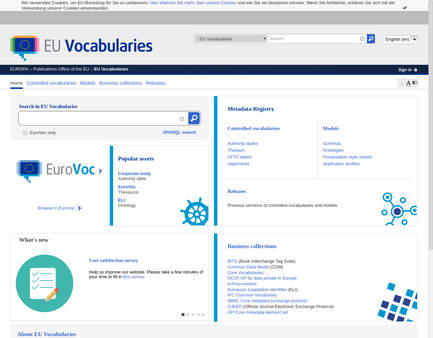 Wir verwenden Cookies, um EU-Bookshop für Sie zu verbessern. Hier erfahren Sie mehr über unsere Cookies und wie Sie sie blockieren können. Wenn Sie fortfahren, erklären Sie sich mit der
Verwendung unserer Cookies einverstanden.
EU Vocabularies
EU Vocabularies
Search
English (en)
EUROPA > Publications Office of the EU > EU Vocabularies
Sign in
Home Controlled vocabularies Models Business collections Releases
Search in EU Vocabularies
EuroVoc only
SPARQL search
EuroVoc
Browse in EuroVoc
Popular assets
Corporate body
Authority table
EuroVoc
Thesaurus
ELI
Ontology
Metadata Registry
Controlled vocabularies
Authority tables
Thesauri
ATTO tables
Alignments
Models
Schemas
Ontologies
Presentation style sheets
Application profiles
Releases
Previous versions of controlled vocabularies and models
What's new
User satisfaction survey
Help us improve our website. Please take a few minutes of
your time to fill in this survey.
Business collections
BITS (Book Interchange Tag Suite)
Common Data Model (CDM)
Core Vocabularies
DCAT-AP for data portals in Europe
e-Procurement
European Legislation Identifier (ELI)
IFC Common Vocabulary
IMMC Core metadata exchange protocol
OJEEP (Official Journal Electronic Exchange Protocol)
OP Core metadata element set
About EU Vocabularies